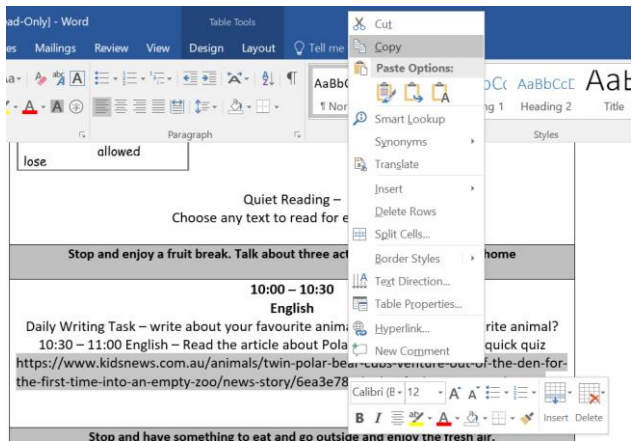 ad-Only] - Word
Table Tools
es Mailings Review View Design Layout Tell me
Aa
AaBbC
AaBbCcE
AaB
¶ Nor
ng 1 Heading 2 Title
Paragraph
Styles
Cut
Copy
Paste Options:
Smart Lookup
Synonyms
Translate
Insert
Delete Rows
Split Cells...
Border Styles
Text Direction...
Table Properties...
Hyperlink...
New Comment
lose allowed
Quiet Reading –
Choose any text to read for
Stop and enjoy a fruit break. Talk about three home
10:00 – 10:30
English
Daily Writing Task – write about your favourite rite animal?
10:30 – 11:00 English – Read the article about quick quiz
https://www.kidsnews.com.au/animals/twin-polar-bear-cubs-venture-out-of-the-den-for-
the-first-time-into-an-empty-zoo/news-story/6ea3e78
Calibri (B 12
B I Insert Delete
Stop and have something to eat and go outside and enjoy the fresh air.